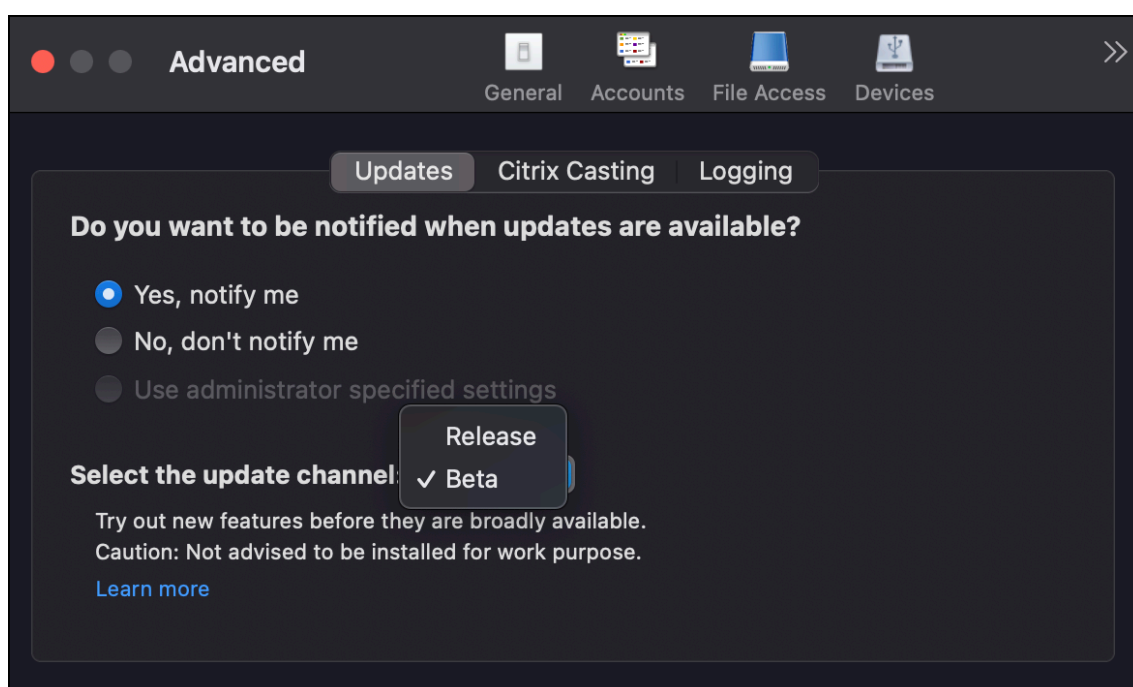 Advanced
General Accounts File Access Devices
Updates Citrix Casting Logging
Do you want to be notified when updates are available?
Yes, notify me
No, don't notify me
Use administrator specified settings
Release
Select the update channel:
✓ Beta
Try out new features before they are broadly available.
Caution: Not advised to be installed for work purpose.
Learn more